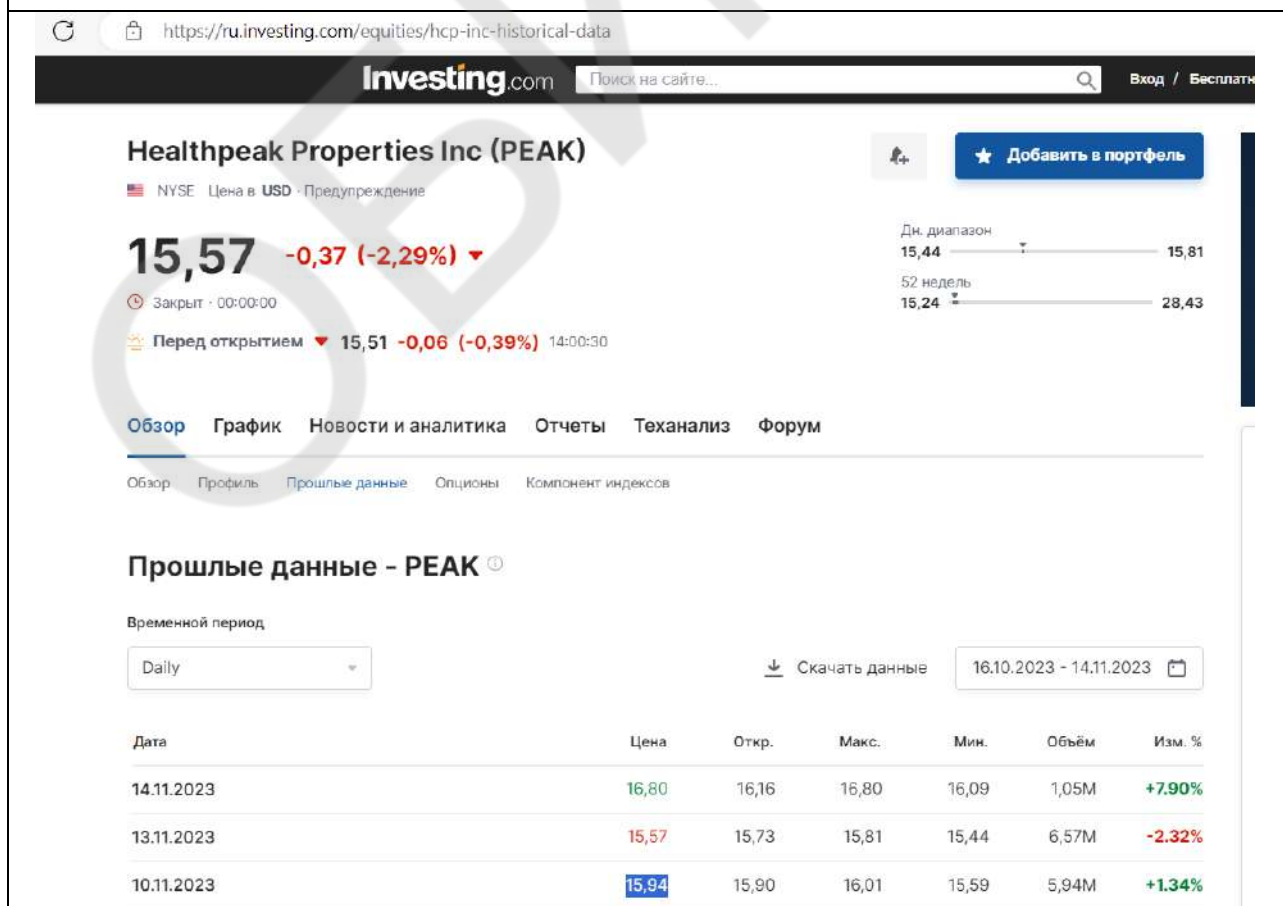 https://ru.investing.com/equities/hcp-inc-historical-data
Investing.com Поиск на сайте... Вход / Бесплатн
Healthpeak Properties Inc (PEAK)
Добавить в портфель
NYSE Цена в USD · Предупреждение
15,57 -0,37 (-2,29%)
Дн. диапазон
15,44 15,81
Закрыт · 00:00:00
52 недель
15,24 28,43
Перед открытием 15,51 -0,06 (-0,39%) 14:00:30
Обзор График Новости и аналитика Отчеты Теханализ Форум
Обзор Профиль Прошлые данные Опционы Компонент индексов
Прошлые данные - PEAK
Временной период
Daily Скачать данные 16.10.2023 - 14.11.2023
Дата Цена Откр. Макс. Мин. Объём Изм. %
14.11.2023 16,80 16,16 16,80 16,09 1,05M +7.90%
13.11.2023 15,57 15,73 15,81 15,44 6,57M -2.32%
10.11.2023 15,94 15,90 16,01 15,59 5,94M +1.34%